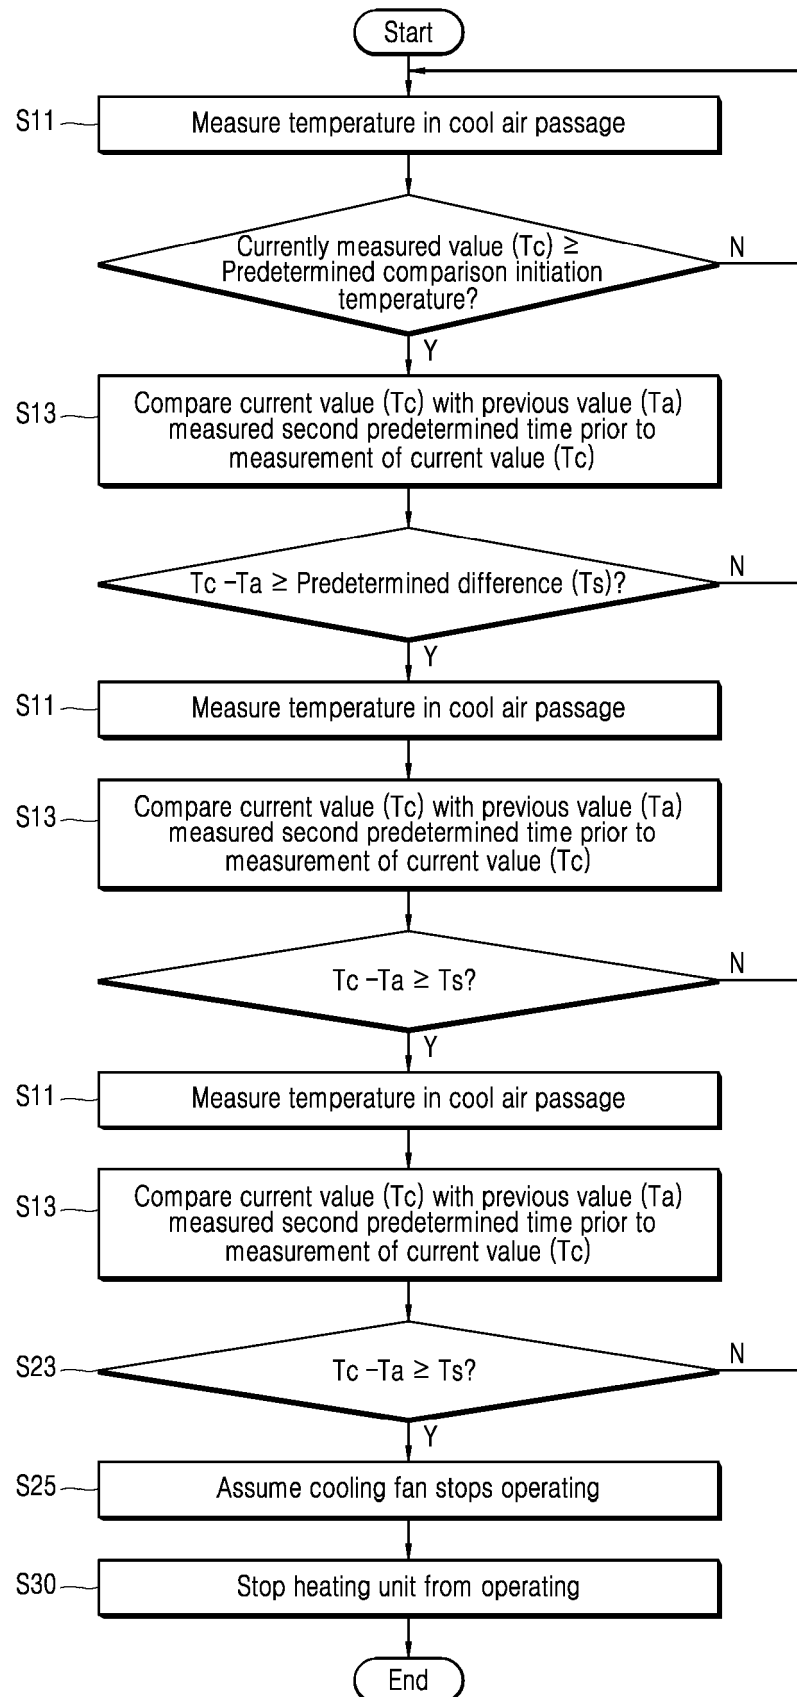 Start
S11
Measure temperature in cool air passage
Currently measured value (Tc) ≥
Predetermined comparison initiation
temperature?
N
Y
S13
Compare current value (Tc) with previous value (Ta)
measured second predetermined time prior to
measurement of current value (Tc)
Tc –Ta ≥ Predetermined difference (Ts)?
N
Y
S11
Measure temperature in cool air passage
S13
Compare current value (Tc) with previous value (Ta)
measured second predetermined time prior to
measurement of current value (Tc)
Tc –Ta ≥ Ts?
N
Y
S11
Measure temperature in cool air passage
S13
Compare current value (Tc) with previous value (Ta)
measured second predetermined time prior to
measurement of current value (Tc)
S23
Tc –Ta ≥ Ts?
N
Y
S25
Assume cooling fan stops operating
S30
Stop heating unit from operating
End